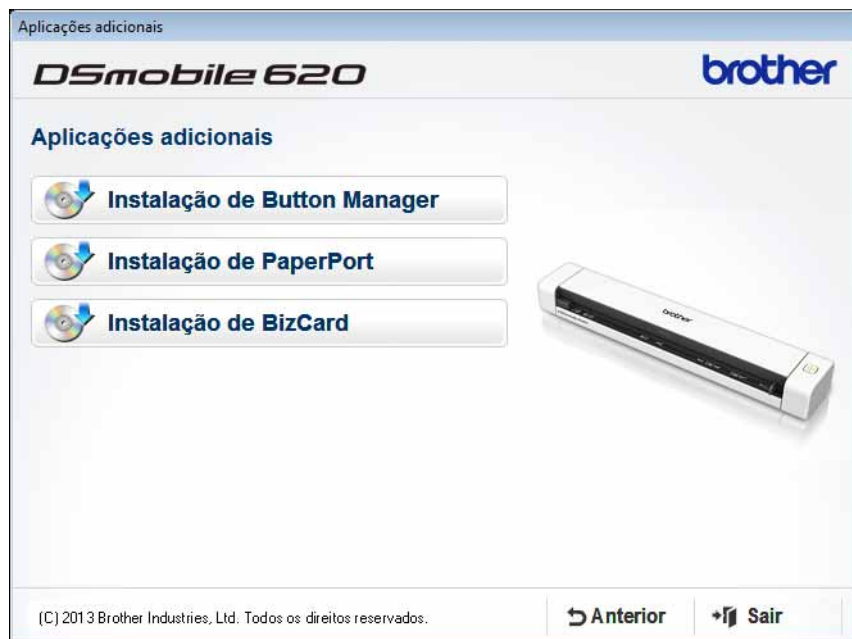 Aplicações adicionais
DSmobile 620
brother
Aplicações adicionais
Instalação de Button Manager
Instalação de PaperPort
Instalação de BizCard
brother
(C) 2013 Brother Industries, Ltd. Todos os direitos reservados.
Anterior
Sair